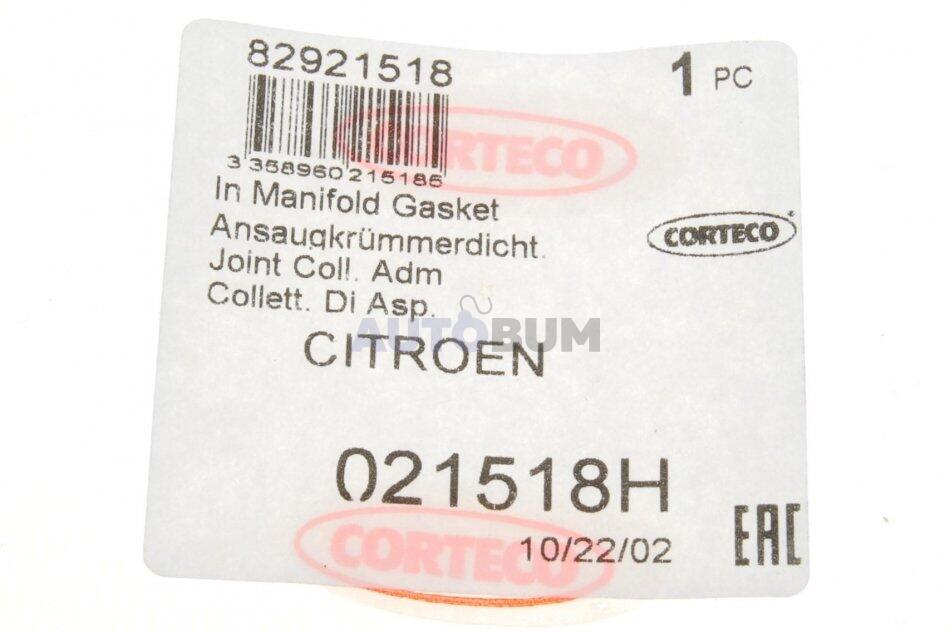 82921518
1 PC
CORTECO
3 358960 215185
In Manifold Gasket
Ansaugkrümmerdicht.
CORTECO
Joint Coll. Adm
Collett. Di Asp.
AUTOBUM
CITROEN
021518H
CORTECO
10/22/02
EAC